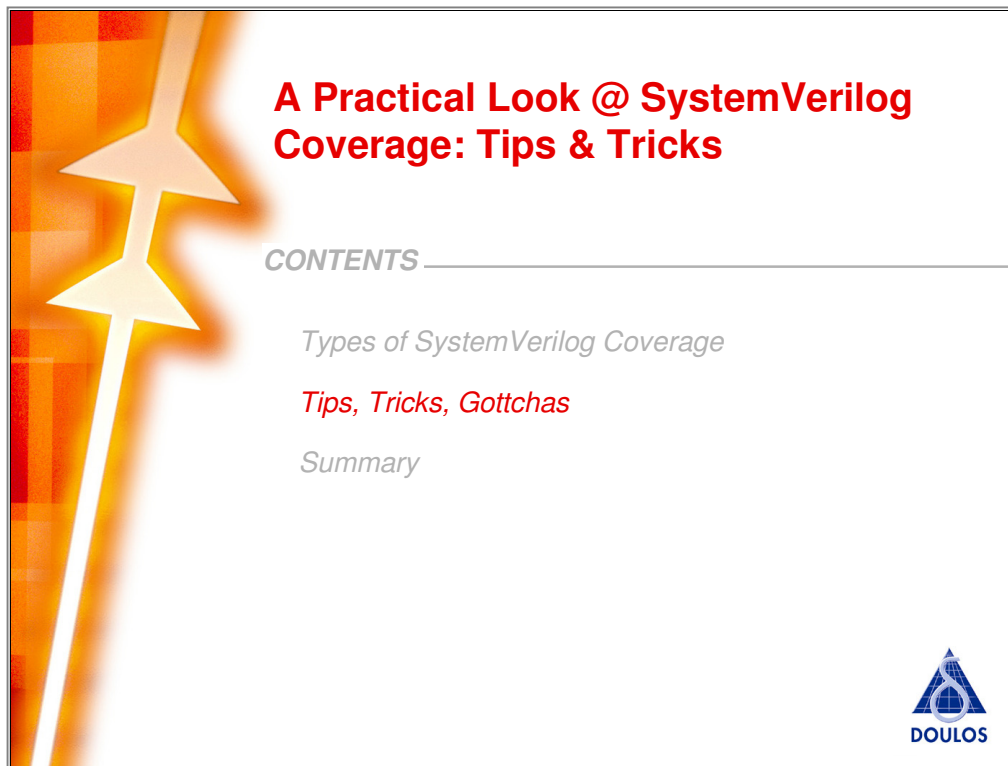 A Practical Look @ SystemVerilog
Coverage: Tips & Tricks
CONTENTS
Types of SystemVerilog Coverage
Tips, Tricks, Gottchas
Summary
DOULOS